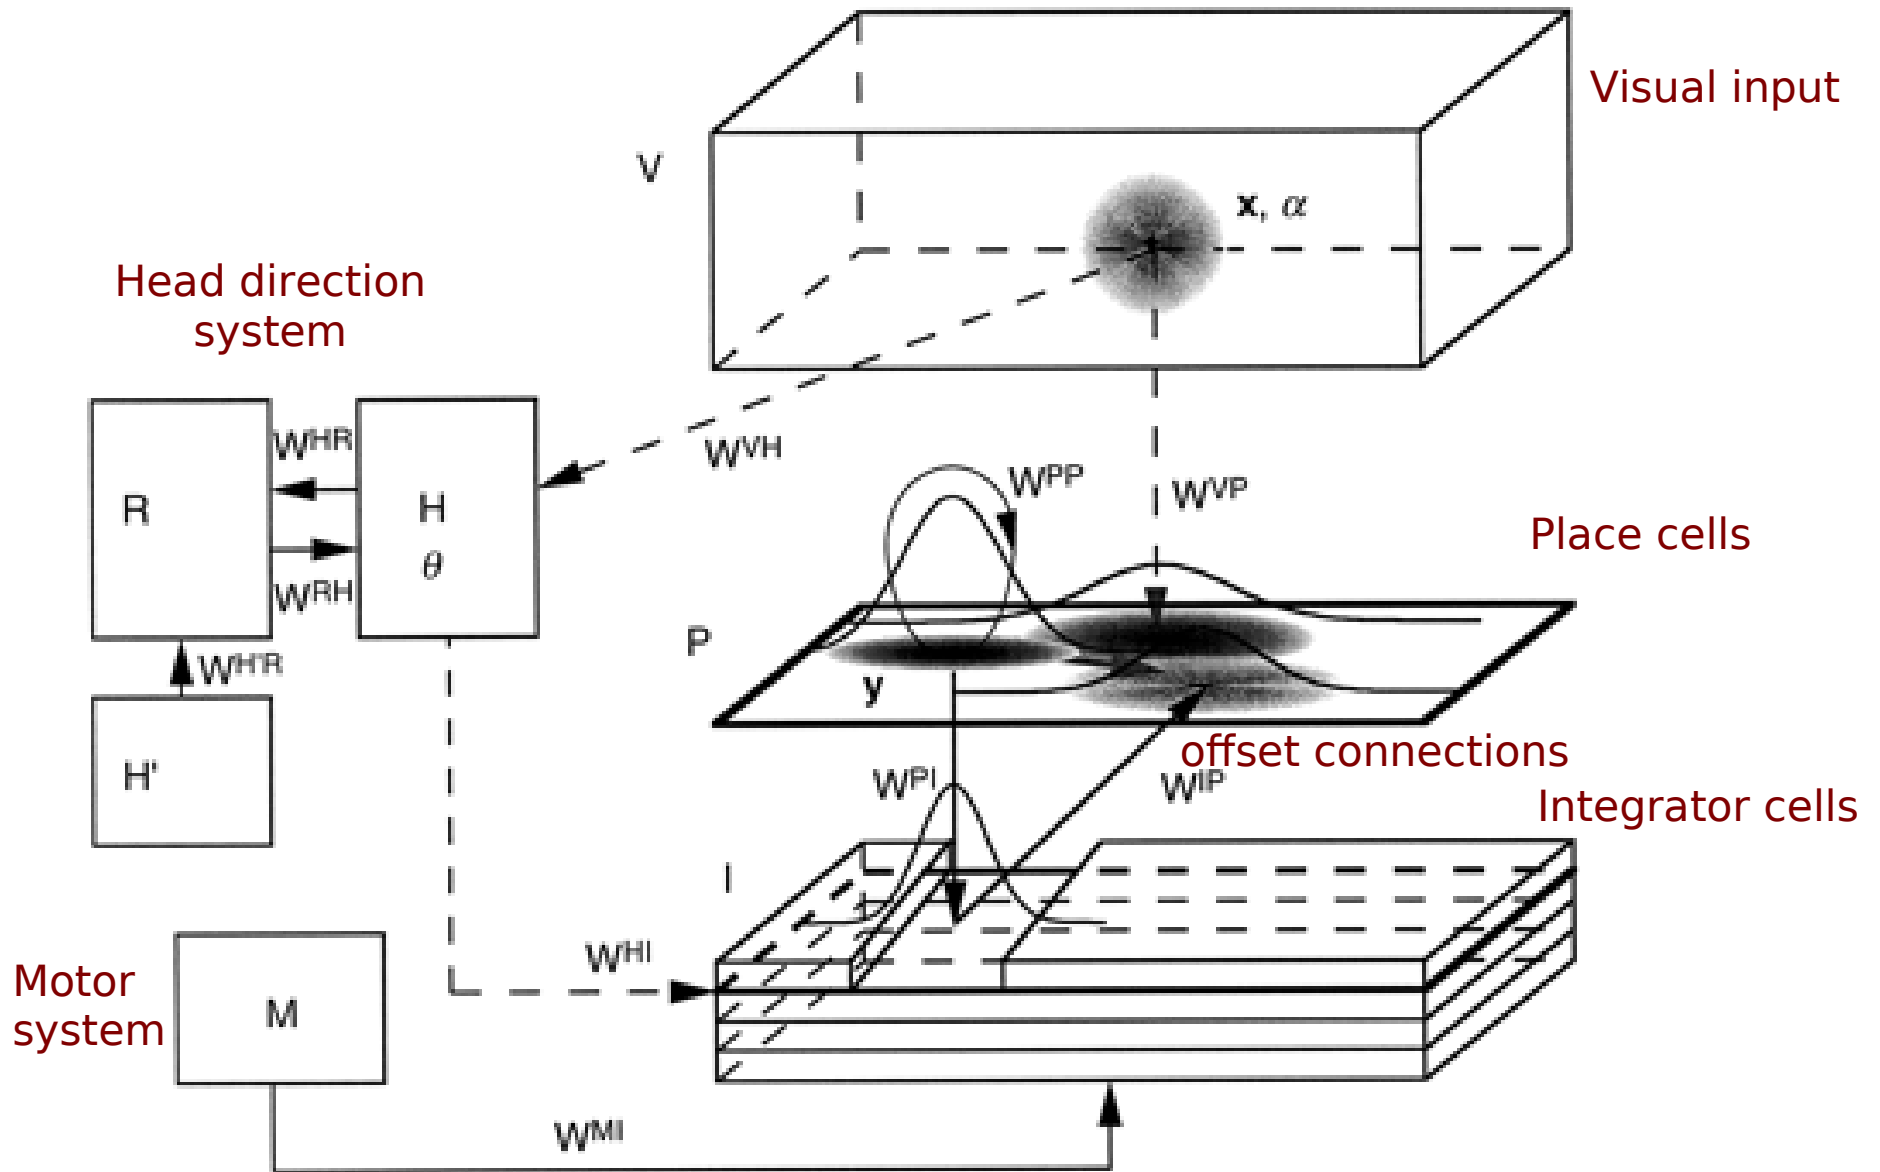 Visual input
V
x, α
Head direction
system
W^HR
R
H
θ
W^RH
W^VH
W^PP
W^VP
Place cells
P
y
W^H'R
H'
offset connections
W^PI
W^IP
Integrator cells
I
W^HI
Motor
system
M
W^MI